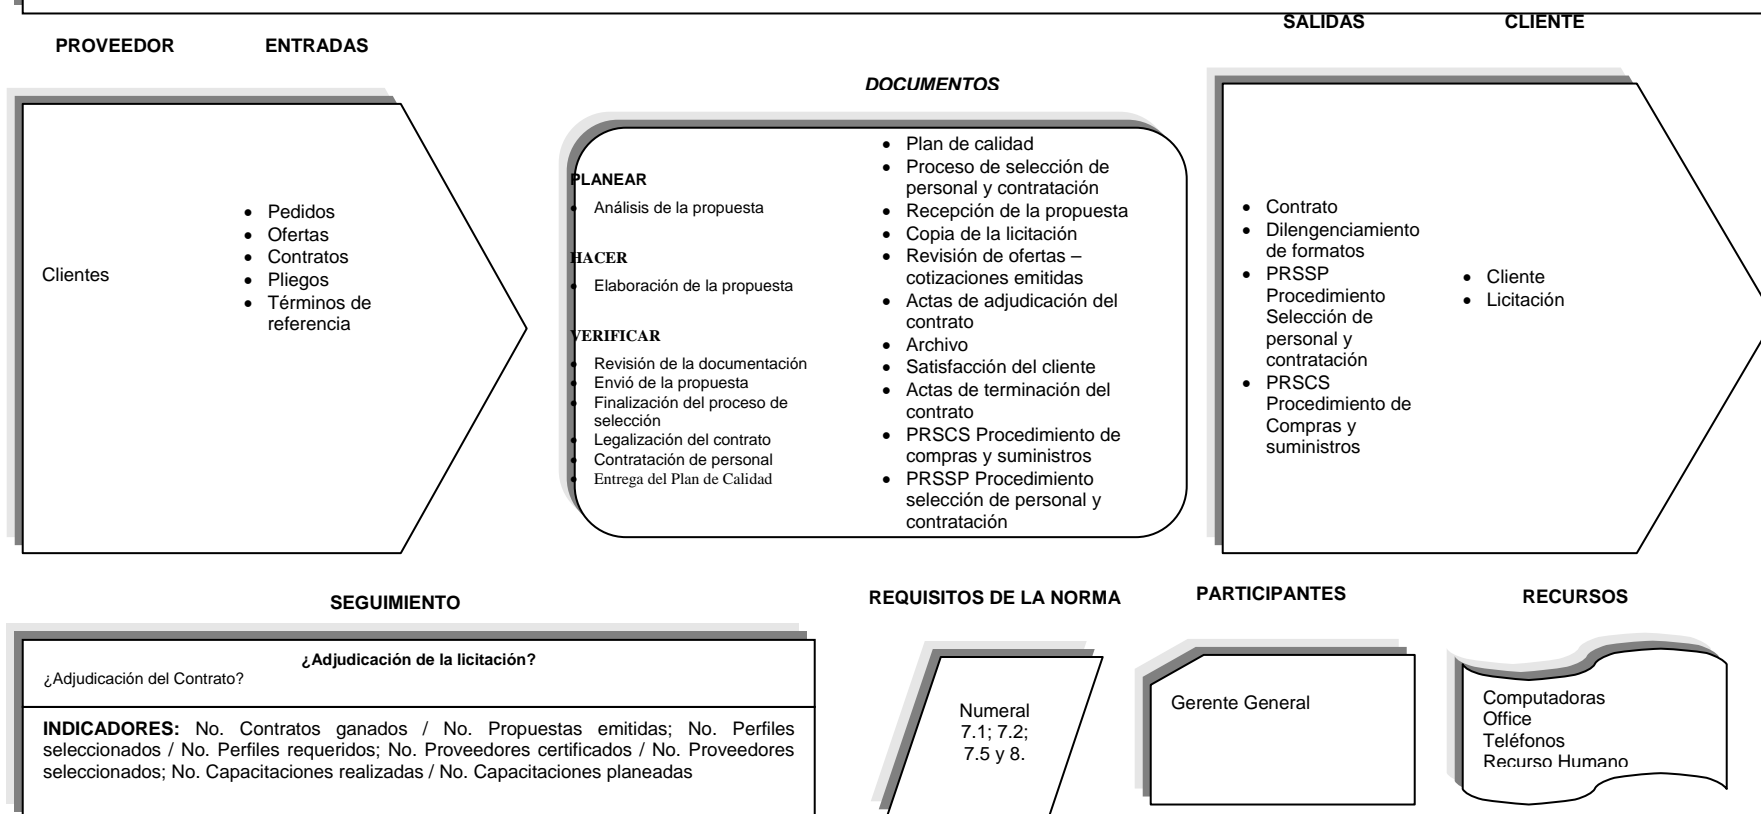 PROVEEDOR
ENTRADAS
SALIDAS
CLIENTE
DOCUMENTOS
Clientes
• Pedidos
• Ofertas
• Contratos
• Pliegos
• Términos de
referencia
PLANEAR
• Análisis de la propuesta
HACER
• Elaboración de la propuesta
VERIFICAR
• Revisión de la documentación
• Envió de la propuesta
• Finalización del proceso de
selección
• Legalización del contrato
• Contratación de personal
• Entrega del Plan de Calidad
• Plan de calidad
• Proceso de selección de
personal y contratación
• Recepción de la propuesta
• Copia de la licitación
• Revisión de ofertas –
cotizaciones emitidas
• Actas de adjudicación del
contrato
• Archivo
• Satisfacción del cliente
• Actas de terminación del
contrato
• PRSCS Procedimiento de
compras y suministros
• PRSSP Procedimiento
selección de personal y
contratación
• Contrato
• Dilengenciamiento
de formatos
• PRSSP
Procedimiento
Selección de
personal y
contratación
• PRSCS
Procedimiento de
Compras y
suministros
• Cliente
• Licitación
SEGUIMIENTO
¿Adjudicación de la licitación?
¿Adjudicación del Contrato?
INDICADORES: No. Contratos ganados / No. Propuestas emitidas; No. Perfiles
seleccionados / No. Perfiles requeridos; No. Proveedores certificados / No. Proveedores
seleccionados; No. Capacitaciones realizadas / No. Capacitaciones planeadas
REQUISITOS DE LA NORMA
Numeral
7.1; 7.2;
7.5 y 8.
PARTICIPANTES
Gerente General
RECURSOS
Computadoras
Office
Teléfonos
Recurso Humano